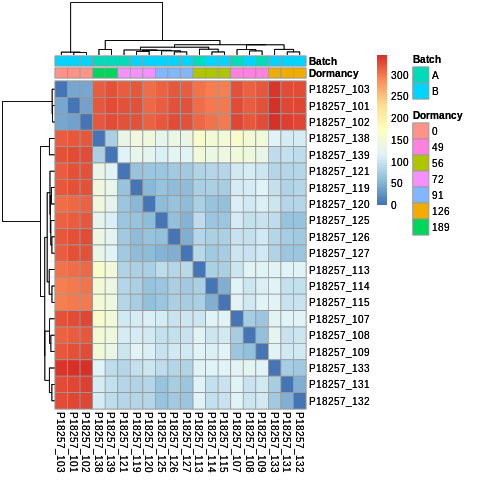 Batch
Dormancy
P18257_103
P18257_101
P18257_102
P18257_138
P18257_139
P18257_121
P18257_119
P18257_120
P18257_125
P18257_126
P18257_127
P18257_113
P18257_114
P18257_115
P18257_107
P18257_108
P18257_109
P18257_133
P18257_131
P18257_132
P18257_103
P18257_101
P18257_102
P18257_138
P18257_139
P18257_121
P18257_119
P18257_120
P18257_125
P18257_126
P18257_127
P18257_113
P18257_114
P18257_115
P18257_107
P18257_108
P18257_109
P18257_133
P18257_131
P18257_132
300
250
200
150
100
50
0
Batch
A
B
Dormancy
0
49
56
72
91
126
189